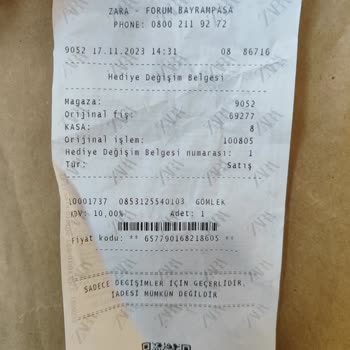 ZARA - FORUM BAYRAMPASA
PHONE: 0800 211 92 72
9052 17.11.2023 14:31 08 86716
Hediye Değişim Belgesi
Mağaza: 9052
Orijinal fiş: 69277
KASA: 8
Orijinal işlem: 100805
Hediye Değişim Belgesi numarası: 1
Tür: Satış
10001737 0853125540103 GÖMLEK
KDV: 10,00% Adet: 1
Fiyat kodu: ** 657790168218605 **
SADECE DEĞİŞİMLER İÇİN GEÇERLİDİR.
İADESİ MÜMKÜN DEĞİLDİR